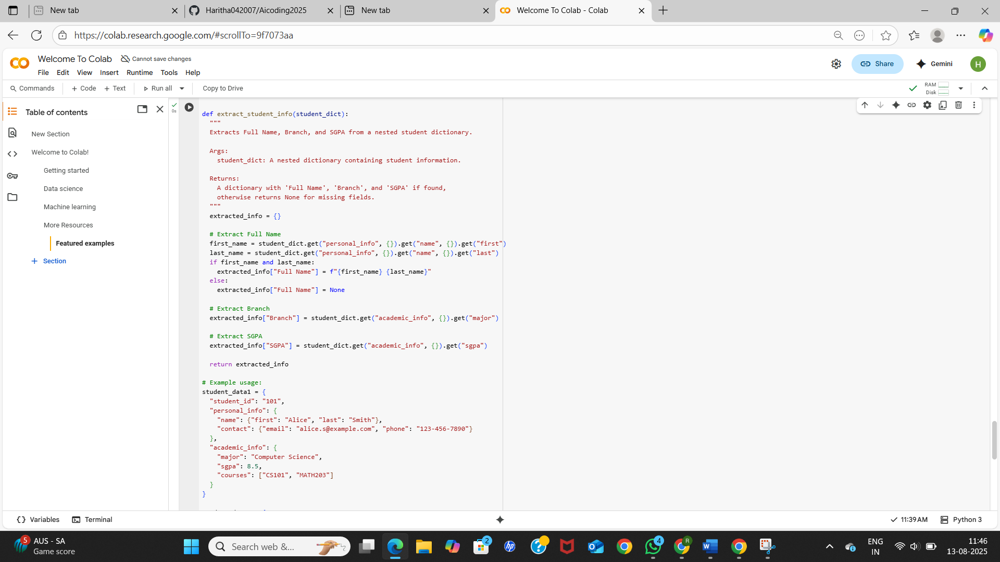 New tab
Haritha042007/Aicoding2025
New tab
Welcome To Colab - Colab
https://colab.research.google.com/#scrollTo=9f7073aa
Welcome To Colab
Cannot save changes
File Edit View Insert Runtime Tools Help
Share
Gemini
H
Commands
+ Code + Text
Run all
Copy to Drive
RAM
Disk
Table of contents
New Section
Welcome to Colab!
Getting started
Data science
Machine learning
More Resources
Featured examples
+ Section
0s
def extract_student_info(student_dict):
"""
Extracts Full Name, Branch, and SGPA from a nested student dictionary.
Args:
student_dict: A nested dictionary containing student information.
Returns:
A dictionary with 'Full Name', 'Branch', and 'SGPA' if found,
otherwise returns None for missing fields.
"""
extracted_info = {}
# Extract Full Name
first_name = student_dict.get("personal_info", {}).get("name", {}).get("first")
last_name = student_dict.get("personal_info", {}).get("name", {}).get("last")
if first_name and last_name:
extracted_info["Full Name"] = f"{first_name} {last_name}"
else:
extracted_info["Full Name"] = None
# Extract Branch
extracted_info["Branch"] = student_dict.get("academic_info", {}).get("major")
# Extract SGPA
extracted_info["SGPA"] = student_dict.get("academic_info", {}).get("sgpa")
return extracted_info
# Example usage:
student_data1 = {
"student_id": "101",
"personal_info": {
"name": {"first": "Alice", "last": "Smith"},
"contact": {"email": "alice.s@example.com", "phone": "123-456-7890"}
},
"academic_info": {
"major": "Computer Science",
"sgpa": 8.5,
"courses": ["CS101", "MATH203"]
}
}
Variables
Terminal
11:39 AM
Python 3
5
AUS - SA
Game score
Search web &...
2
4
R
ENG
IN
11:46
13-08-2025